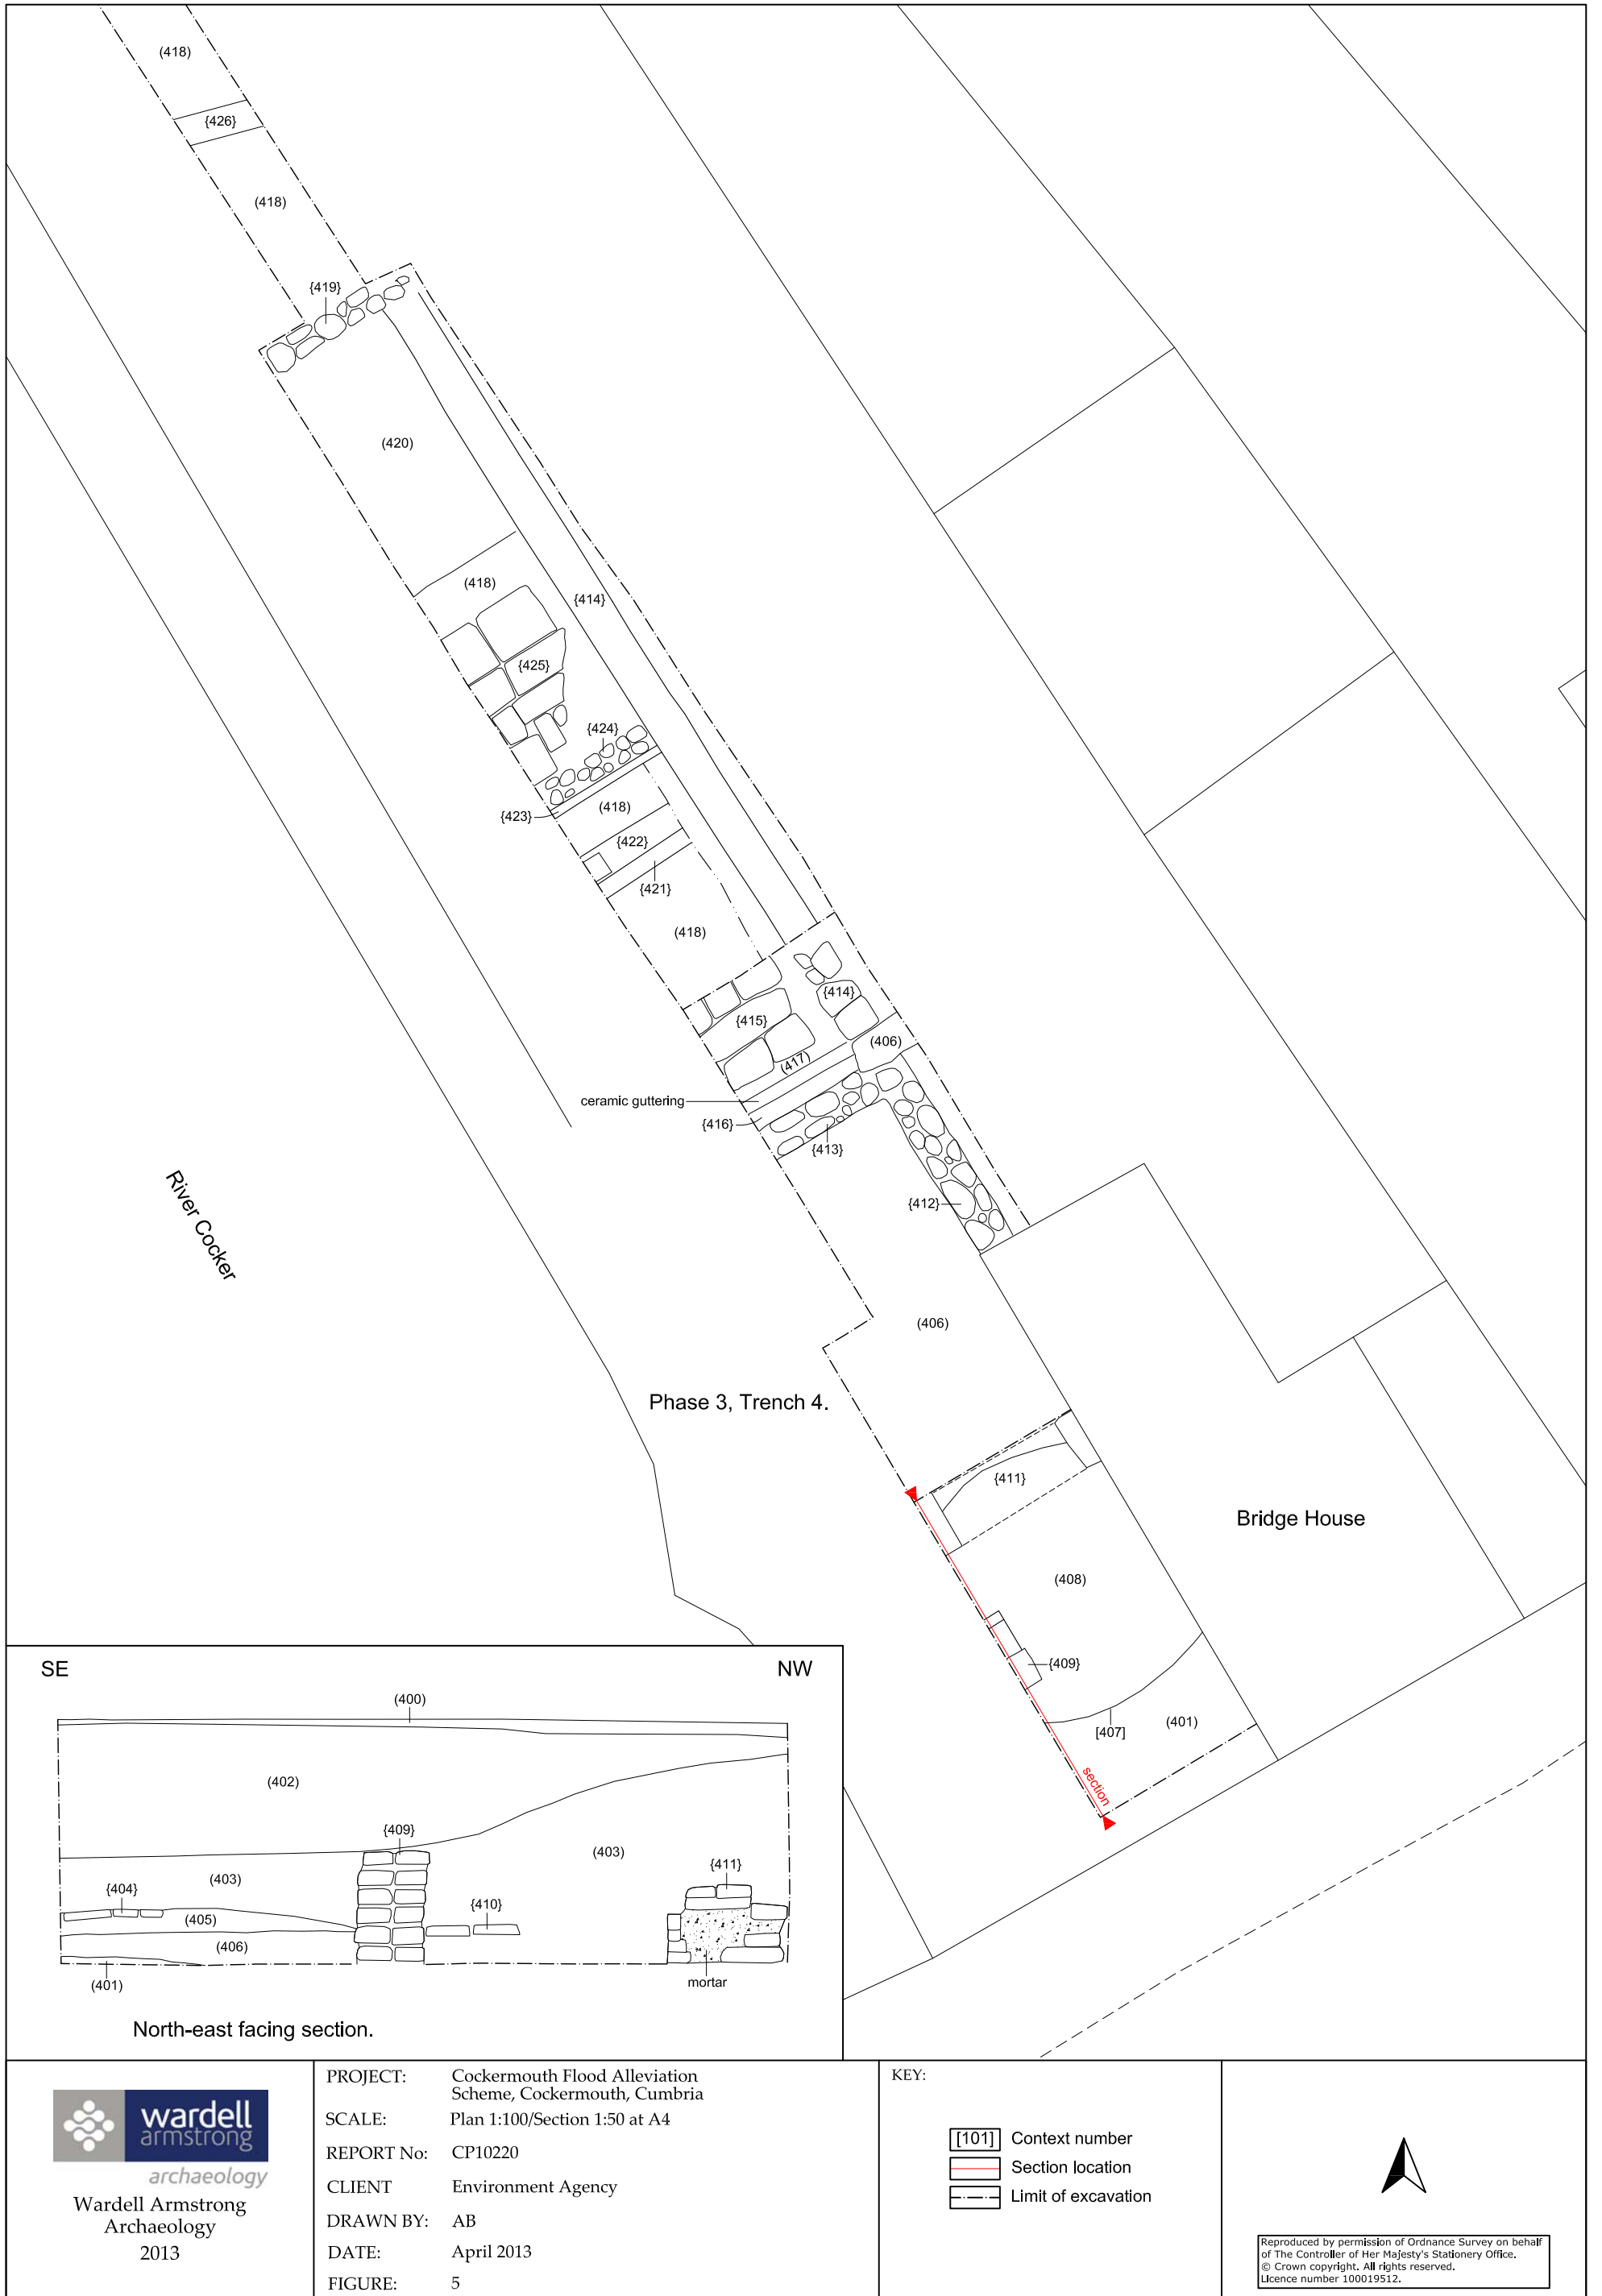 (418)
{426}
(418)
{419}
(420)
(418)
{414}
{425}
{424}
{423}
(418)
{422}
{421}
(418)
{414}
{415}
(406)
(417)
ceramic guttering
{416}
{413}
{412}
River Cocker
(406)
Phase 3, Trench 4.
{411}
Bridge House
(408)
{409}
[407]
(401)
section
SE
NW
(400)
(402)
{409}
(403)
(403)
{411}
{404}
{410}
(405)
(406)
(401)
mortar
North-east facing section.
wardell
armstrong
archaeology
Wardell Armstrong
Archaeology
2013
PROJECT: Cockermouth Flood Alleviation
Scheme, Cockermouth, Cumbria
SCALE: Plan 1:100/Section 1:50 at A4
REPORT No: CP10220
CLIENT Environment Agency
DRAWN BY: AB
DATE: April 2013
FIGURE: 5
KEY:
[101] Context number
Section location
Limit of excavation
Reproduced by permission of Ordnance Survey on behalf
of The Controller of Her Majesty's Stationery Office.
© Crown copyright. All rights reserved.
Licence number 100019512.